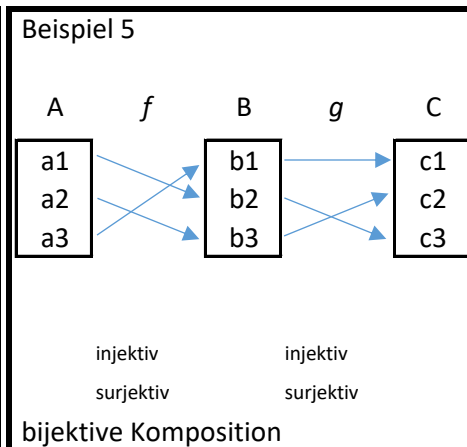 Beispiel 5
A f B g C
a1 b1 c1
a2 b2 c2
a3 b3 c3
injektiv injektiv
surjektiv surjektiv
bijektive Komposition